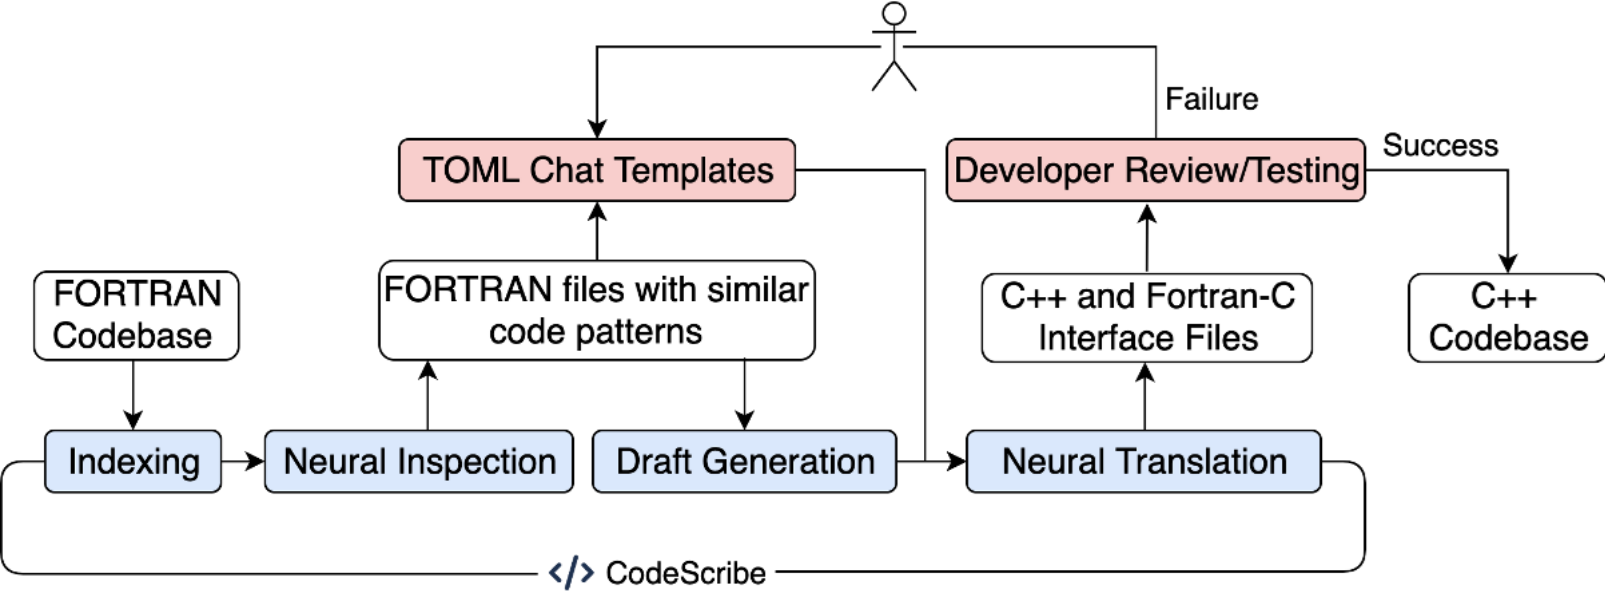 Failure
TOML Chat Templates
Developer Review/Testing
Success
FORTRAN
Codebase
FORTRAN files with similar
code patterns
C++ and Fortran-C
Interface Files
C++
Codebase
Indexing
Neural Inspection
Draft Generation
Neural Translation
</> CodeScribe